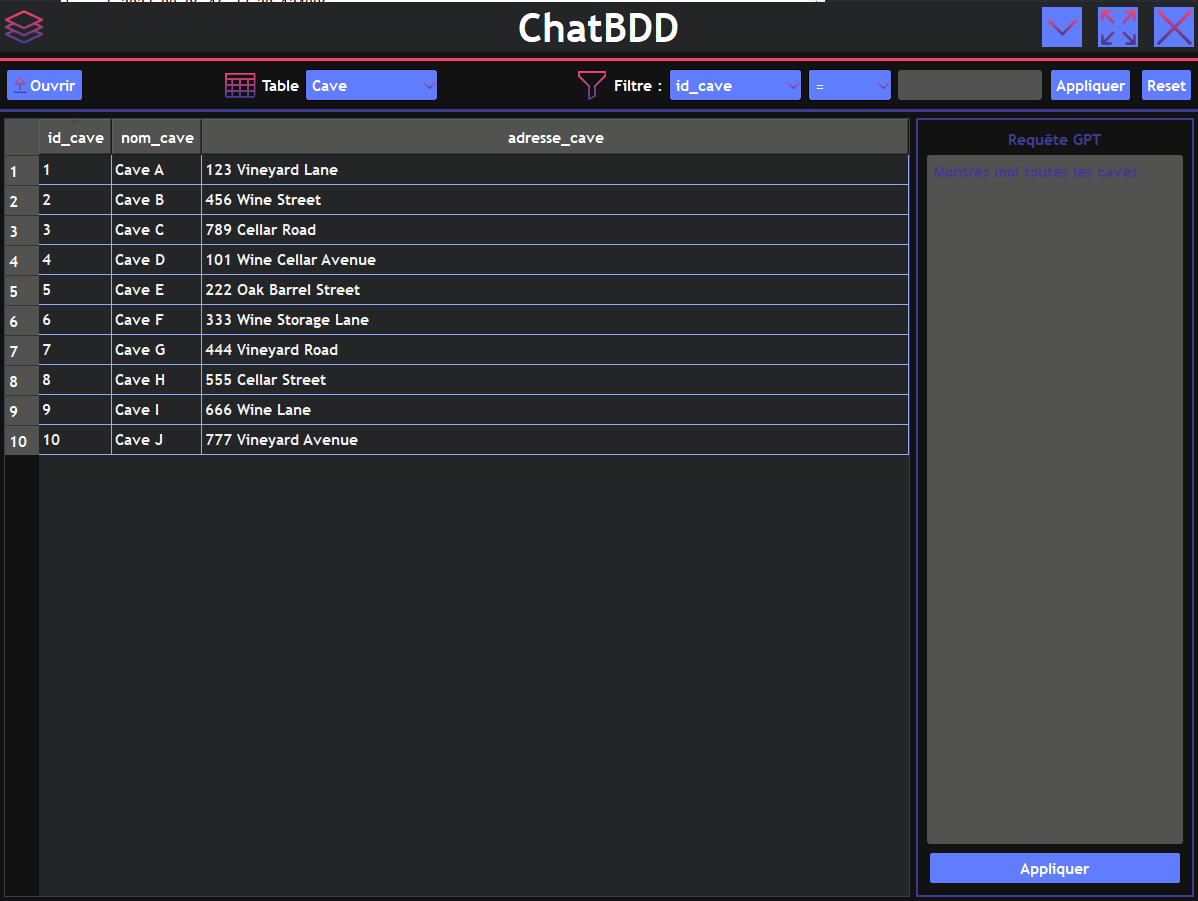 ChatBDD
Ouvrir Table Cave Filtre : id_cave = Appliquer Reset
id_cave nom_cave adresse_cave
1 1 Cave A 123 Vineyard Lane
2 2 Cave B 456 Wine Street
3 3 Cave C 789 Cellar Road
4 4 Cave D 101 Wine Cellar Avenue
5 5 Cave E 222 Oak Barrel Street
6 6 Cave F 333 Wine Storage Lane
7 7 Cave G 444 Vineyard Road
8 8 Cave H 555 Cellar Street
9 9 Cave I 666 Wine Lane
10 10 Cave J 777 Vineyard Avenue
Requête GPT
Montres moi toutes les caves
Appliquer